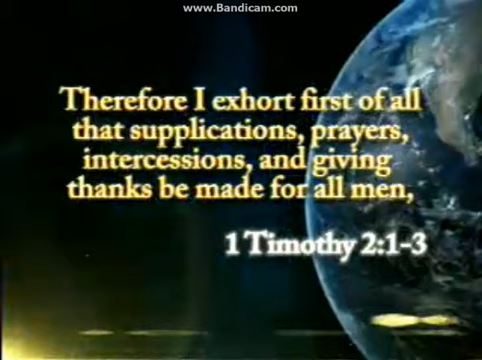 www.Bandicam.com
Therefore I exhort first of all
that supplications, prayers,
intercessions, and giving
thanks be made for all men,
1 Timothy 2:1-3